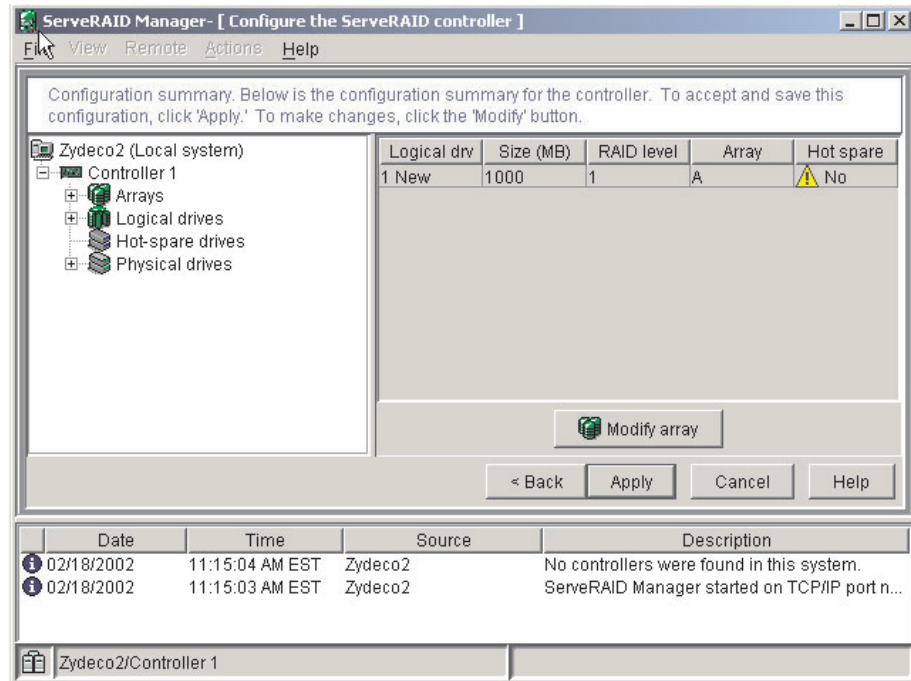 ServeRAID Manager- [ Configure the ServeRAID controller ]
View Remote Actions Help
Configuration summary. Below is the configuration summary for the controller. To accept and save this
configuration, click 'Apply.' To make changes, click the 'Modify' button.
Zydeco2 (Local system)
Controller 1
Arrays
Logical drives
Hot-spare drives
Physical drives
Logical drv Size (MB) RAID level Array Hot spare
1 New 1000 1 A No
Modify array
< Back Apply Cancel Help
Date Time Source Description
02/18/2002 11:15:04 AM EST Zydeco2 No controllers were found in this system.
02/18/2002 11:15:03 AM EST Zydeco2 ServeRAID Manager started on TCP/IP port n...
Zydeco2/Controller 1